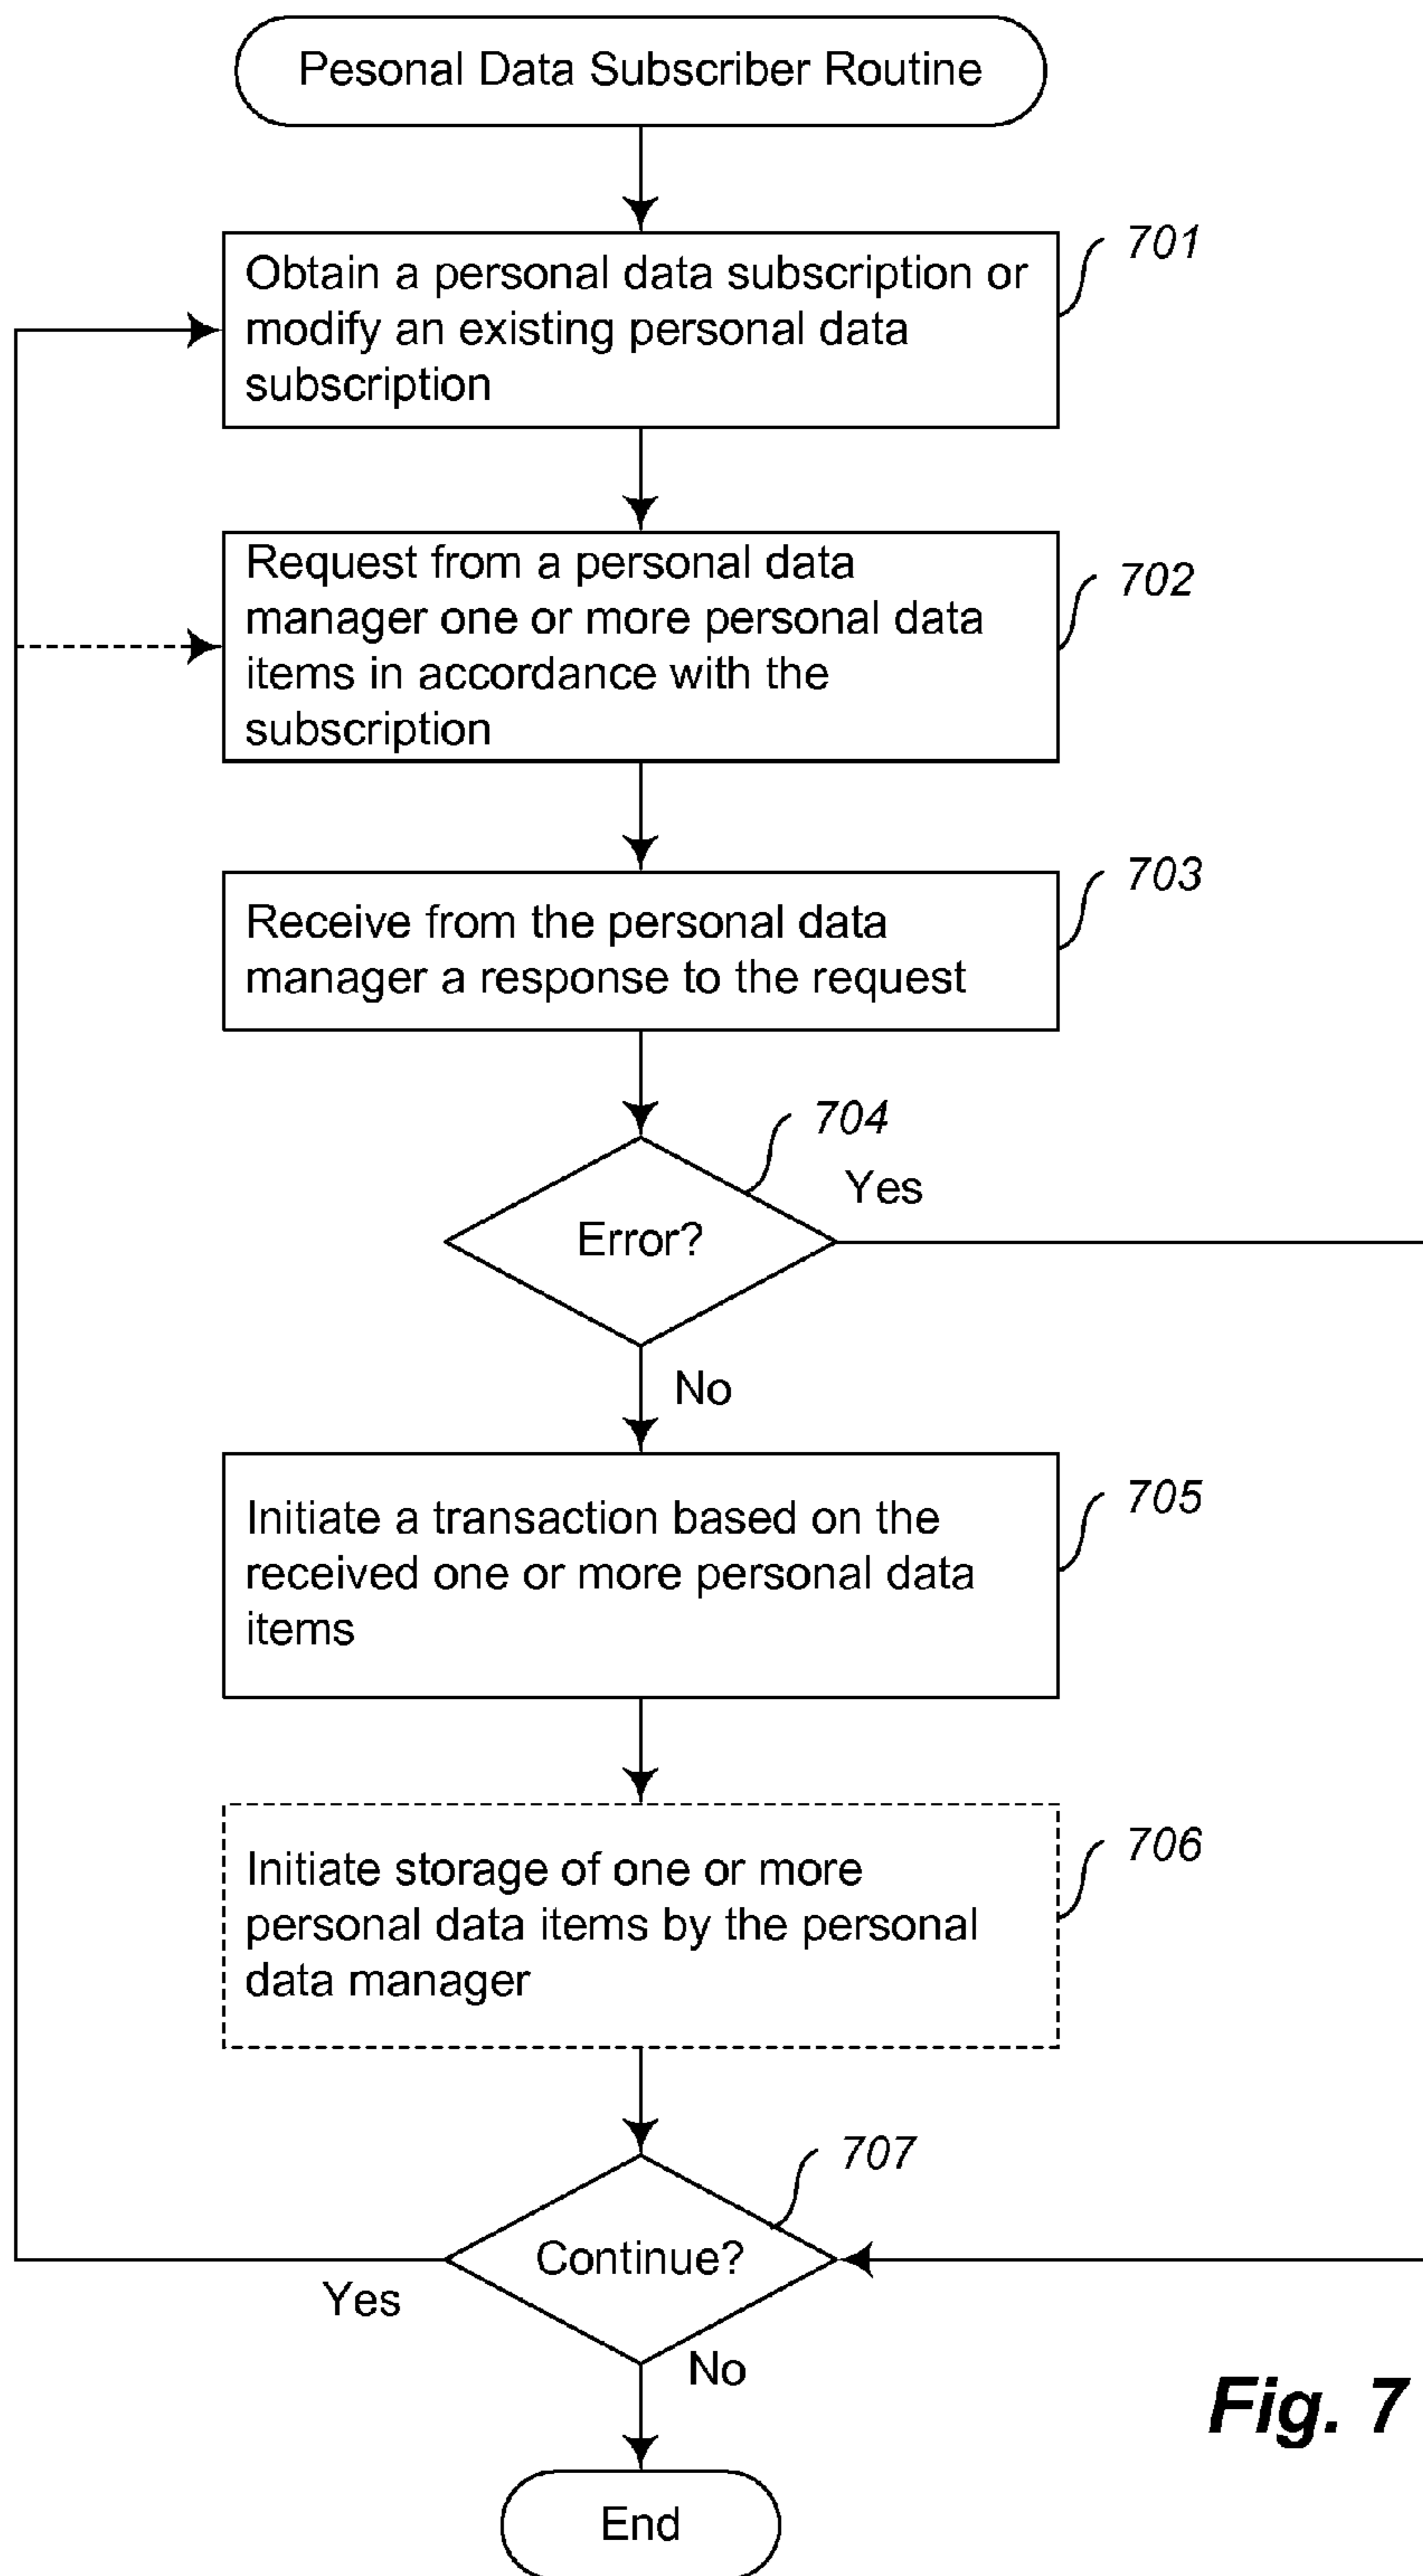 Pesonal Data Subscriber Routine
701
Obtain a personal data subscription or
modify an existing personal data
subscription
702
Request from a personal data
manager one or more personal data
items in accordance with the
subscription
703
Receive from the personal data
manager a response to the request
704
Yes
Error?
No
705
Initiate a transaction based on the
received one or more personal data
items
706
Initiate storage of one or more
personal data items by the personal
data manager
707
Continue?
Yes
No
Fig. 7
End